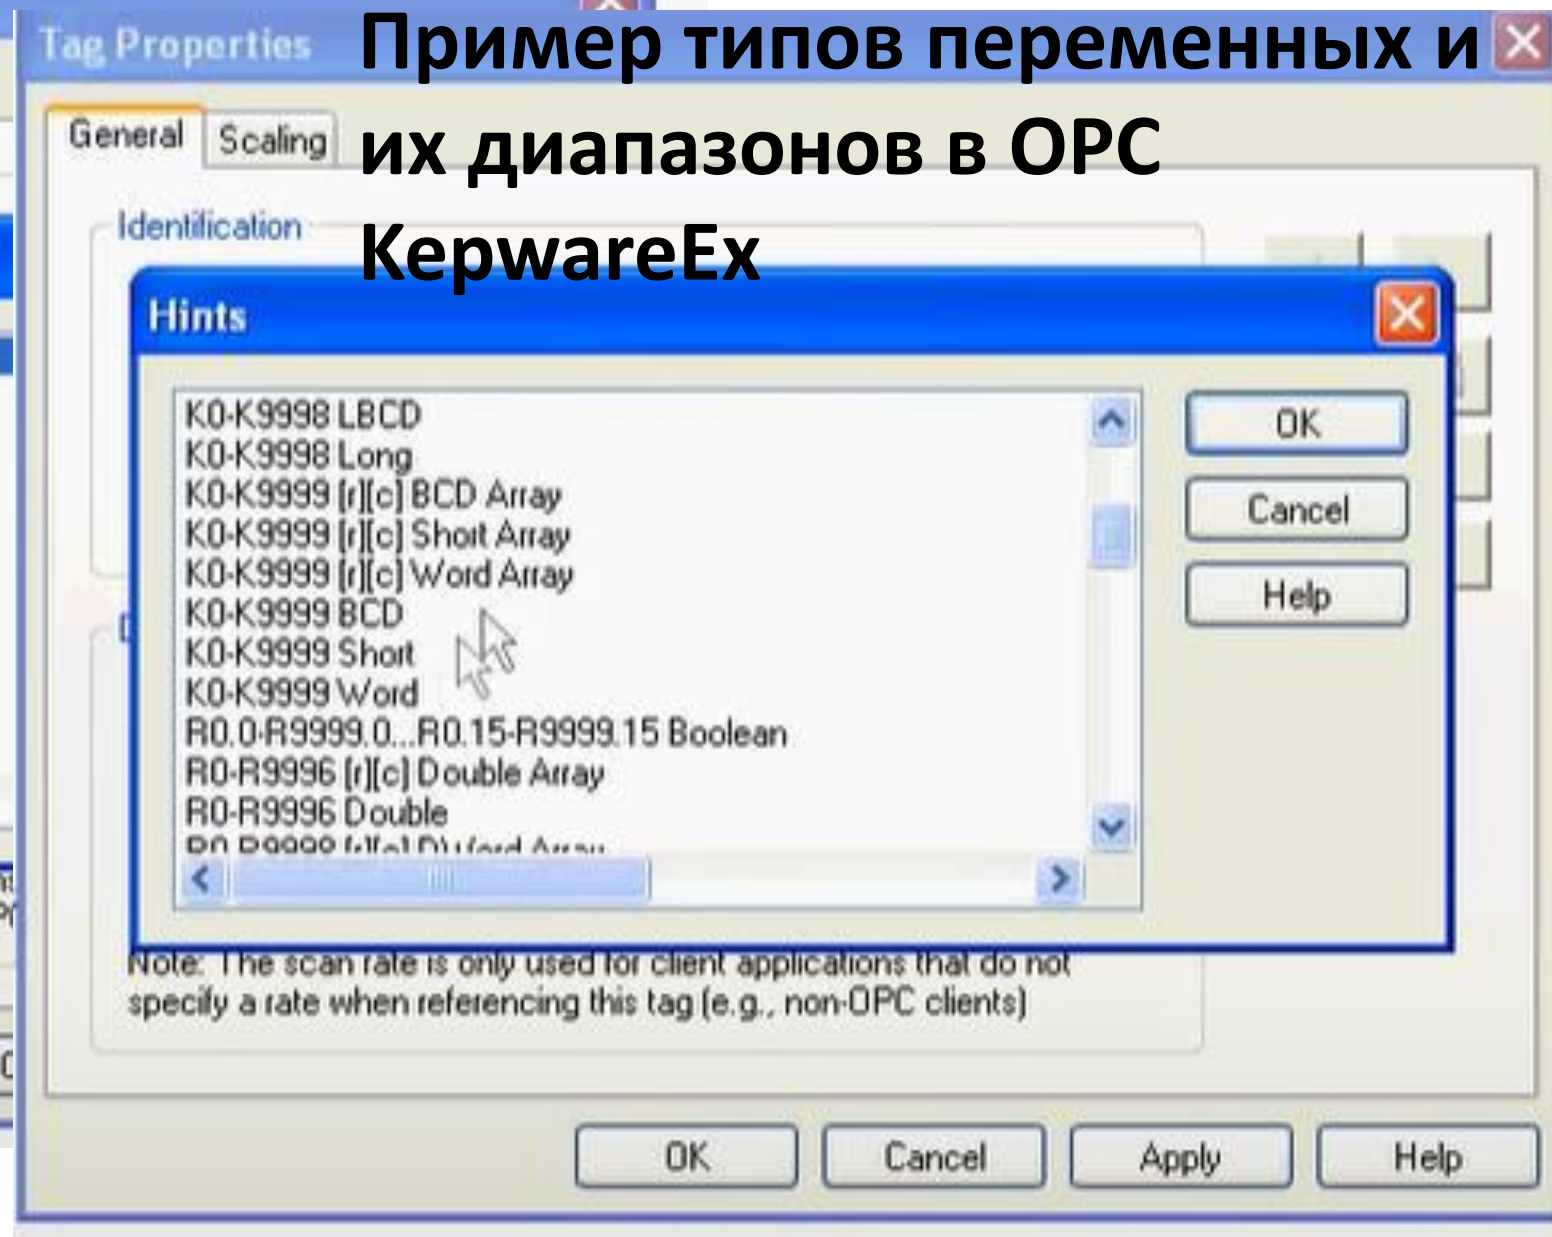 Tag Properties
Пример типов переменных и
их диапазонов в OPC
KepwareEx
General
Scaling
Identification
Hints
K0-K9998 LBCD
K0-K9998 Long
K0-K9999 [r][c] BCD Array
K0-K9999 [r][c] Short Array
K0-K9999 [r][c] Word Array
K0-K9999 BCD
K0-K9999 Short
K0-K9999 Word
R0.0-R9999.0...R0.15-R9999.15 Boolean
R0-R9996 [r][c] Double Array
R0-R9996 Double
R0-R9998 [r][c] DWord Array
OK
Cancel
Help
Note: The scan rate is only used for client applications that do not
specify a rate when referencing this tag (e.g., non-OPC clients)
OK
Cancel
Apply
Help